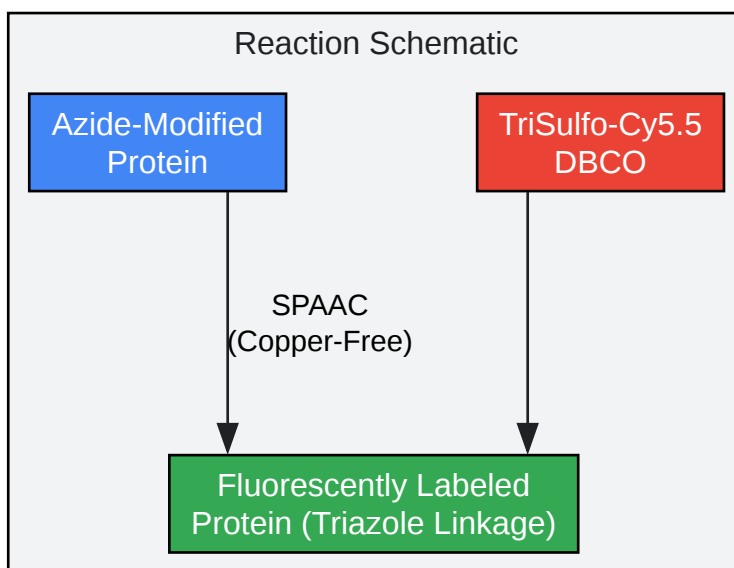 Reaction Schematic
Azide-Modified
Protein
TriSulfo-Cy5.5
DBCO
SPAAC
(Copper-Free)
Fluorescently Labeled
Protein (Triazole Linkage)